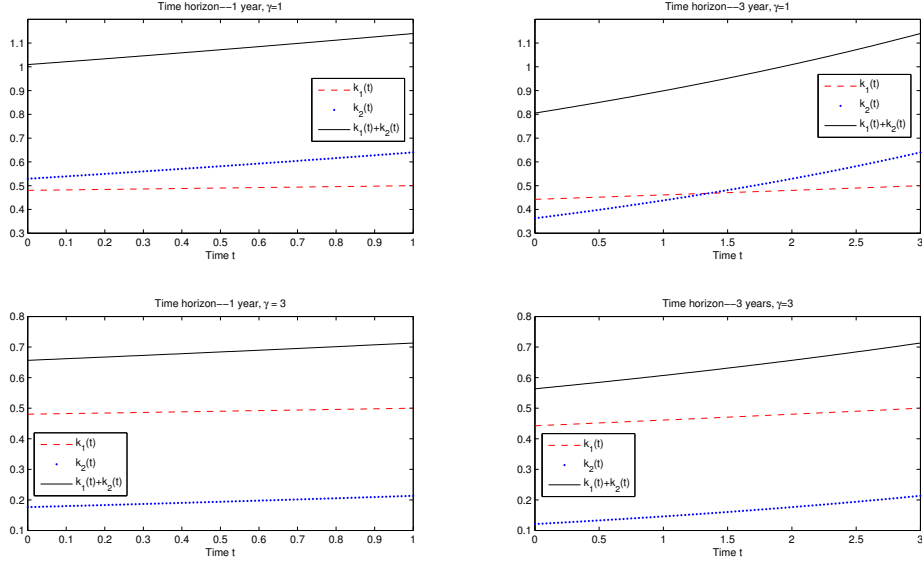 Time horizon−−1 year, γ=1
1.1
1
0.9
0.8
0.7
0.6
0.5
0.4
0.3
k1(t)
k2(t)
k1(t)+k2(t)
0 0.1 0.2 0.3 0.4 0.5 0.6 0.7 0.8 0.9 1
Time t
Time horizon−−3 year, γ=1
1.1
1
0.9
0.8
0.7
0.6
0.5
0.4
0.3
k1(t)
k2(t)
k1(t)+k2(t)
0 0.5 1 1.5 2 2.5 3
Time t
Time horizon−−1 year, γ = 3
0.8
0.7
0.6
0.5
0.4
0.3
0.2
0.1
k1(t)
k2(t)
k1(t)+k2(t)
0 0.1 0.2 0.3 0.4 0.5 0.6 0.7 0.8 0.9 1
Time t
Time horizon−−3 years, γ=3
0.8
0.7
0.6
0.5
0.4
0.3
0.2
0.1
k1(t)
k2(t)
k1(t)+k2(t)
0 0.5 1 1.5 2 2.5 3
Time t